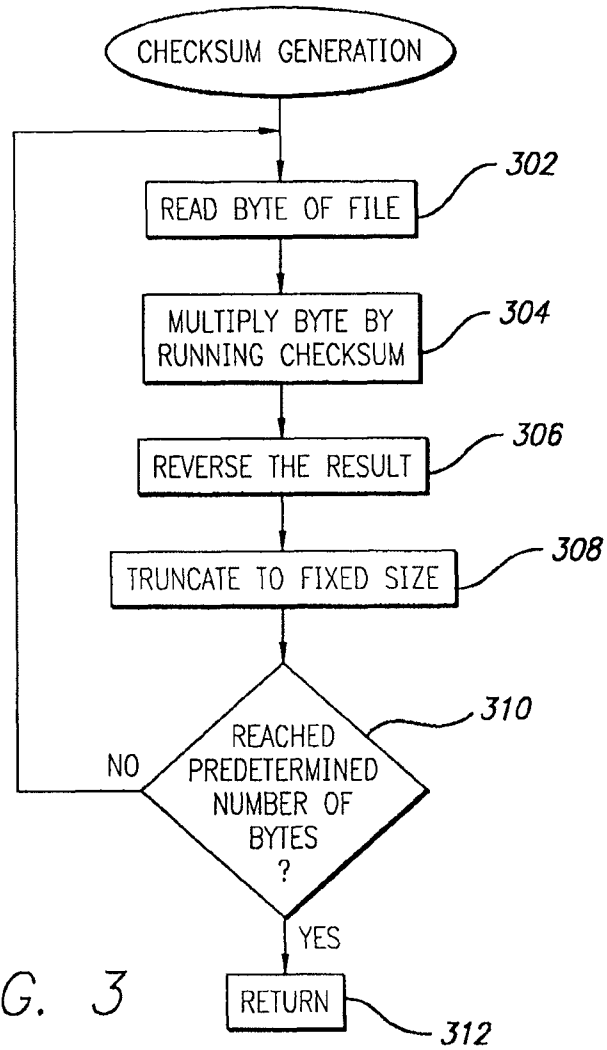 CHECKSUM GENERATION
302
READ BYTE OF FILE
304
MULTIPLY BYTE BY
RUNNING CHECKSUM
306
REVERSE THE RESULT
308
TRUNCATE TO FIXED SIZE
310
REACHED
PREDETERMINED
NUMBER OF
BYTES
?
NO
YES
RETURN
312
G. 3